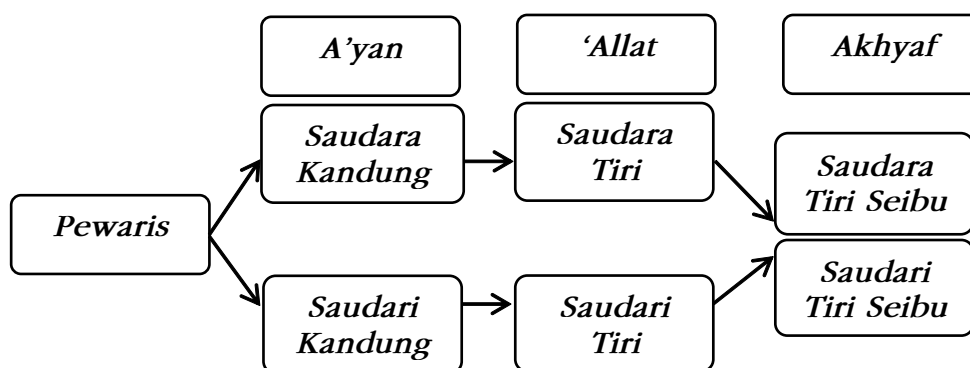 A'yan
'Allat
Akhyaf
Saudara
Kandung
Saudara
Tiri
Saudara
Tiri Seibu
Pewaris
Saudari
Kandung
Saudari
Tiri
Saudari
Tiri Seibu